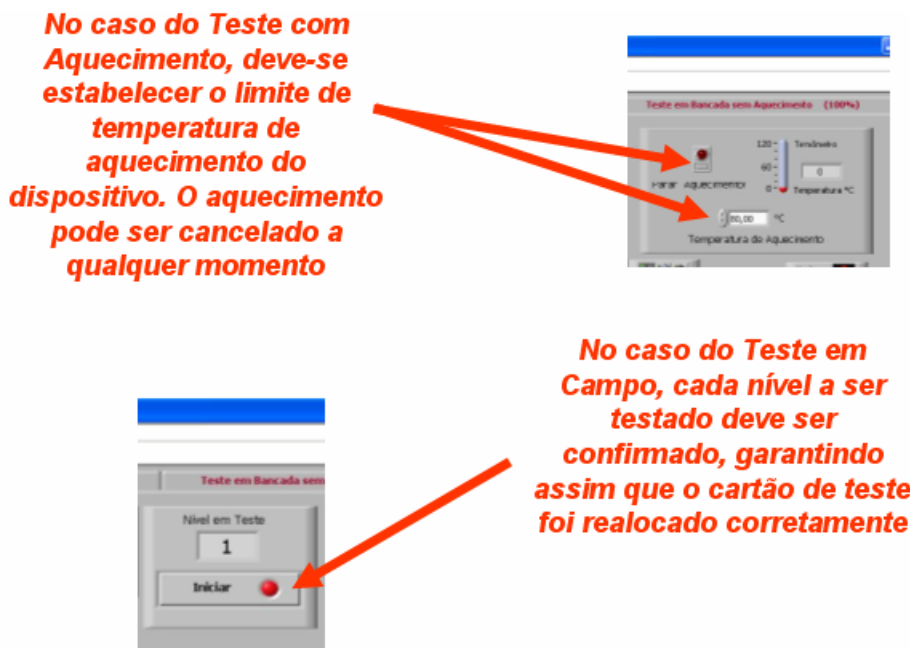 No caso do Teste com
Aquecimento, deve-se
estabelecer o limite de
temperatura de
aquecimento do
dispositivo. O aquecimento
pode ser cancelado a
qualquer momento
Teste em Bancada sem Aquecimento (100%)
120
Termômetro
60
0
Parar Aquecimento!
0
Temperatura °C
80,00 °C
Temperatura de Aquecimento
No caso do Teste em
Campo, cada nível a ser
testado deve ser
confirmado, garantindo
assim que o cartão de teste
foi realocado corretamente
Teste em Bancada sem
Nível em Teste
1
Iniciar